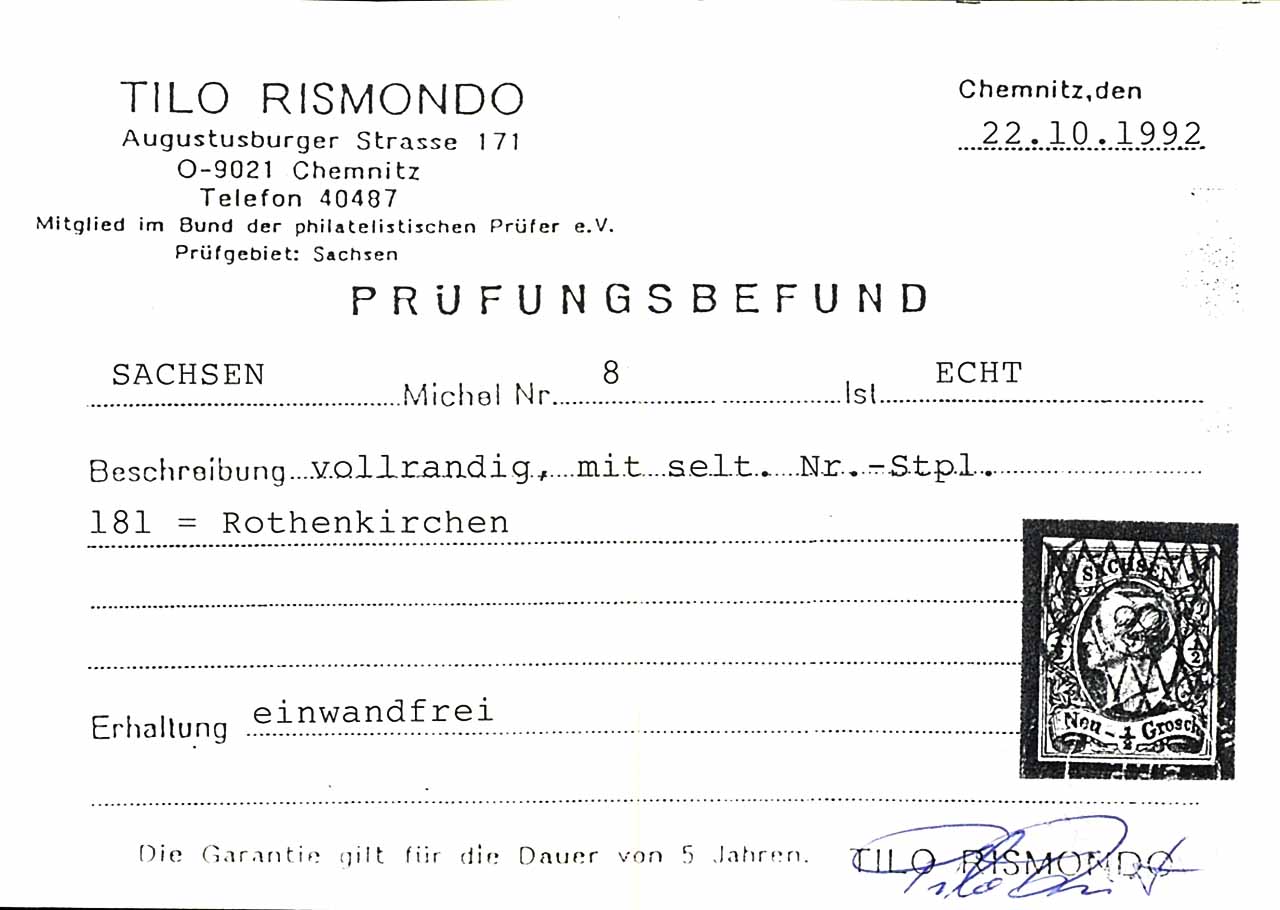 TILO RISMONDO
Augustusburger Strasse 171
O-9021 Chemnitz
Telefon 40487
Mitglied im Bund der philatelistischen Prüfer e.V.
Prüfgebiet: Sachsen
Chemnitz,den
22.10.1992
PRÜFUNGSBEFUND
SACHSEN Michel Nr. 8 Ist ECHT
Beschreibung vollrandig, mit selt. Nr.-Stpl.
181 = Rothenkirchen
SACHSEN
½
Neu - ½ Grosch
Erhaltung einwandfrei
Die Garantie gilt für die Dauer von 5 Jahren.
TILO RISMONDO